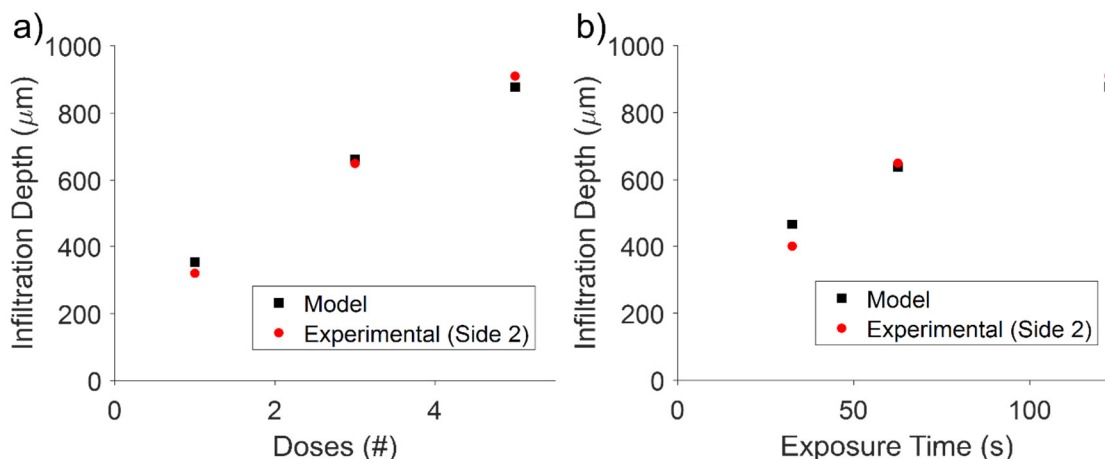 a)
1000
800
600
400
200
0
Infiltration Depth (μm)
Model
Experimental (Side 2)
0
2
4
Doses (#)
b)
1000
800
600
400
200
0
Infiltration Depth (μm)
Model
Experimental (Side 2)
0
50
100
Exposure Time (s)